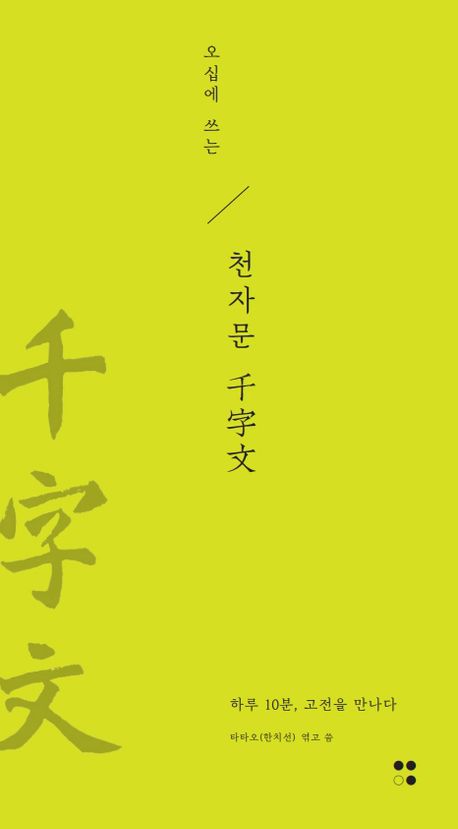 오십에 쓰는
천자문 千字文
千字文
하루 10분, 고전을 만나다
타타오(한치선) 엮고 씀